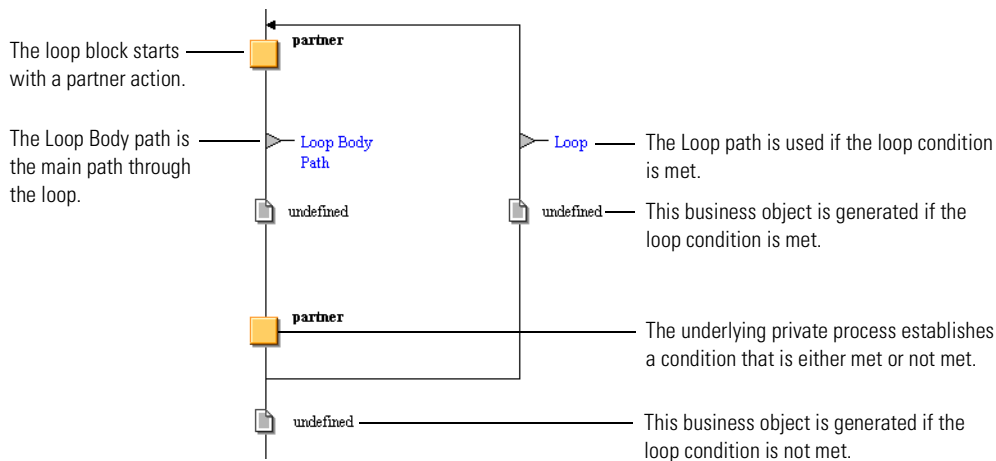 partner
The loop block starts
with a partner action.
The Loop Body path is
the main path through
the loop.
Loop Body
Path
Loop
The Loop path is used if the loop condition
is met.
undefined
undefined
This business object is generated if the
loop condition is met.
partner
The underlying private process establishes
a condition that is either met or not met.
undefined
This business object is generated if the
loop condition is not met.